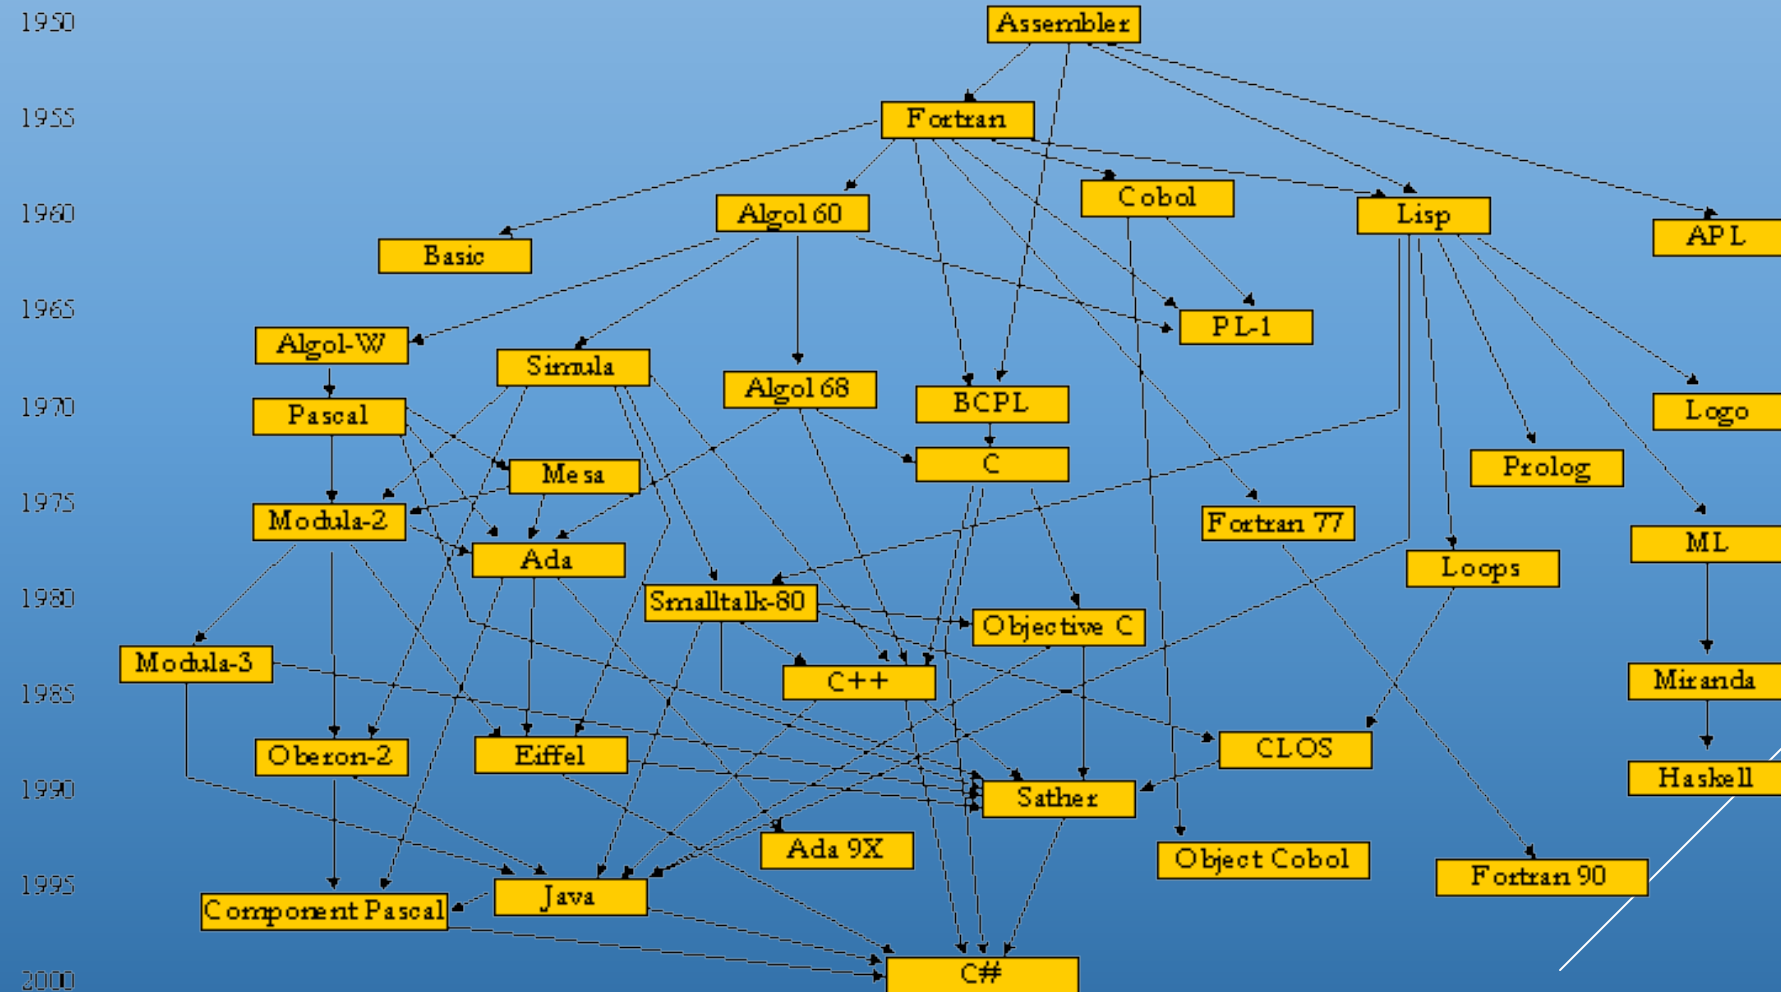 1950
Assembler
1955
Fortran
Cobol
1960
Algol 60
Lisp
APL
Basic
1965
PL-1
Algol-W
Simula
Algol 68
BCPL
1970
Pascal
Logo
C
Prolog
Mesa
1975
Modula-2
Fortran 77
ML
Ada
Loops
1980
Smalltalk-80
Objective C
Modula-3
C++
1985
Miranda
Oberon-2
Eiffel
CLOS
1990
Sather
Haskell
Ada 9X
Object Cobol
1995
Java
Fortran 90
Component Pascal
2000
C#